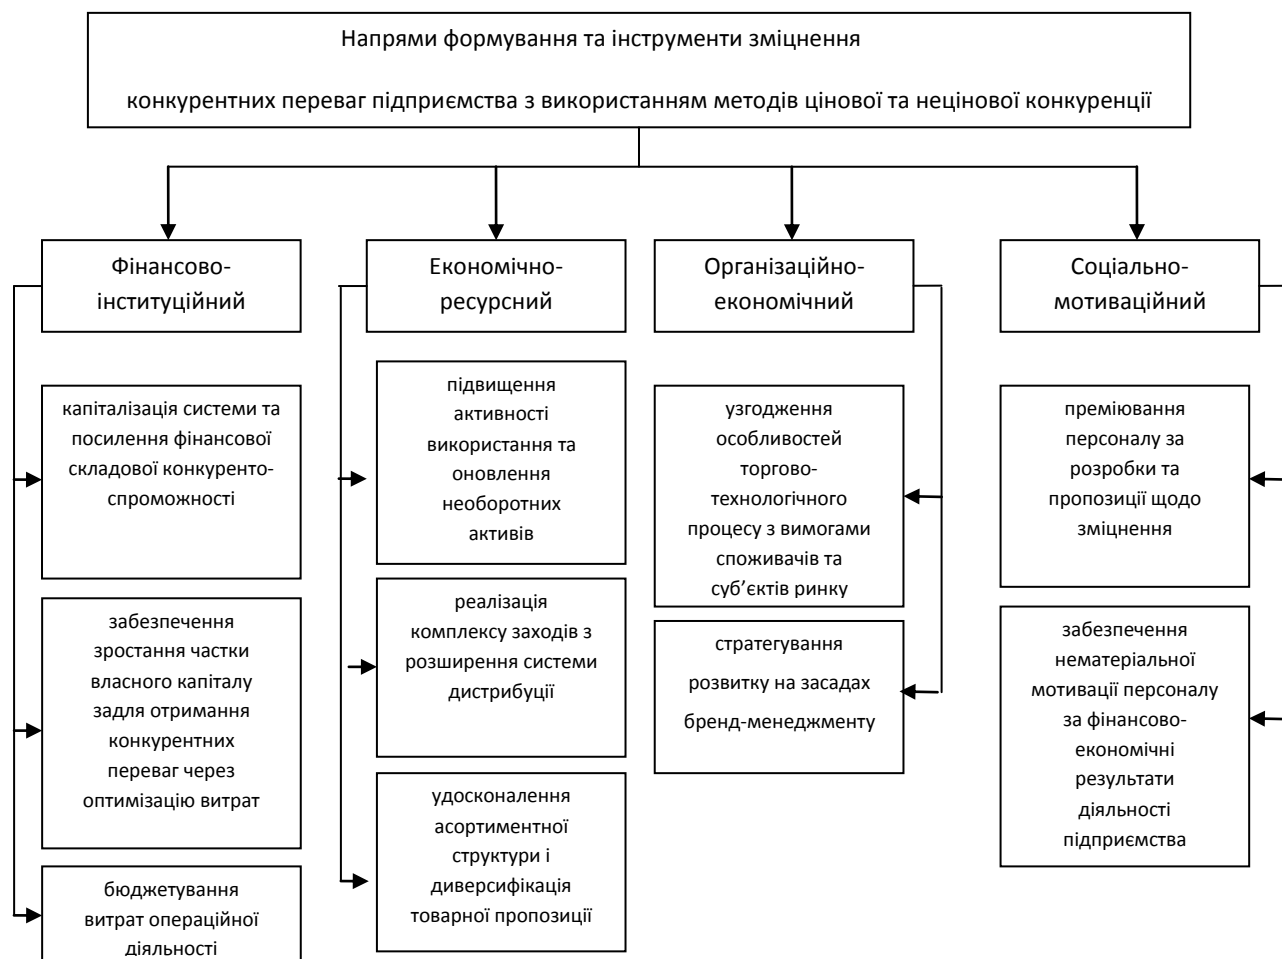 Напрями формування та інструменти зміцнення
конкурентних переваг підприємства з використанням методів цінової та нецінової конкуренції
Фінансово-
інституційний
Економічно-
ресурсний
Організаційно-
економічний
Соціально-
мотиваційний
капіталізація системи та
посилення фінансової
складової конкуренто-
спроможності
забезпечення
зростання частки
власного капіталу
задля отримання
конкурентних
переваг через
оптимізацію витрат
бюджетування
витрат операційної
діяльності
підвищення
активності
використання та
оновлення
необоротних
активів
реалізація
комплексу заходів з
розширення системи
дистрибуції
удосконалення
асортиментної
структури і
диверсифікація
товарної пропозиції
узгодження
особливостей
торгово-
технологічного
процесу з вимогами
споживачів та
суб’єктів ринку
стратегування
розвитку на засадах
бренд-менеджменту
преміювання
персоналу за
розробки та
пропозиції щодо
зміцнення
забезпечення
нематеріальної
мотивації персоналу
за фінансово-
економічні
результати
діяльності
підприємства